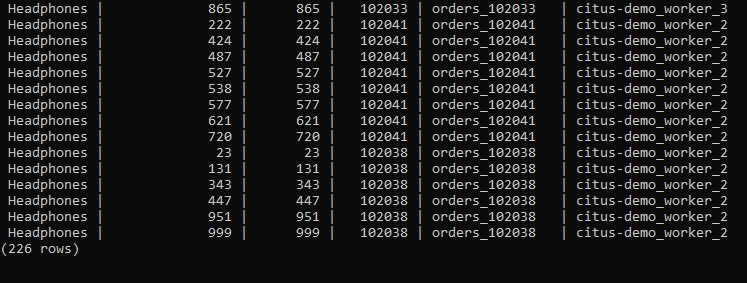 Headphones | 865 | 865 | 102033 | orders_102033 | citus-demo_worker_3
Headphones | 222 | 222 | 102041 | orders_102041 | citus-demo_worker_2
Headphones | 424 | 424 | 102041 | orders_102041 | citus-demo_worker_2
Headphones | 487 | 487 | 102041 | orders_102041 | citus-demo_worker_2
Headphones | 527 | 527 | 102041 | orders_102041 | citus-demo_worker_2
Headphones | 538 | 538 | 102041 | orders_102041 | citus-demo_worker_2
Headphones | 577 | 577 | 102041 | orders_102041 | citus-demo_worker_2
Headphones | 621 | 621 | 102041 | orders_102041 | citus-demo_worker_2
Headphones | 720 | 720 | 102041 | orders_102041 | citus-demo_worker_2
Headphones | 23 | 23 | 102038 | orders_102038 | citus-demo_worker_2
Headphones | 131 | 131 | 102038 | orders_102038 | citus-demo_worker_2
Headphones | 343 | 343 | 102038 | orders_102038 | citus-demo_worker_2
Headphones | 447 | 447 | 102038 | orders_102038 | citus-demo_worker_2
Headphones | 951 | 951 | 102038 | orders_102038 | citus-demo_worker_2
Headphones | 999 | 999 | 102038 | orders_102038 | citus-demo_worker_2
(226 rows)